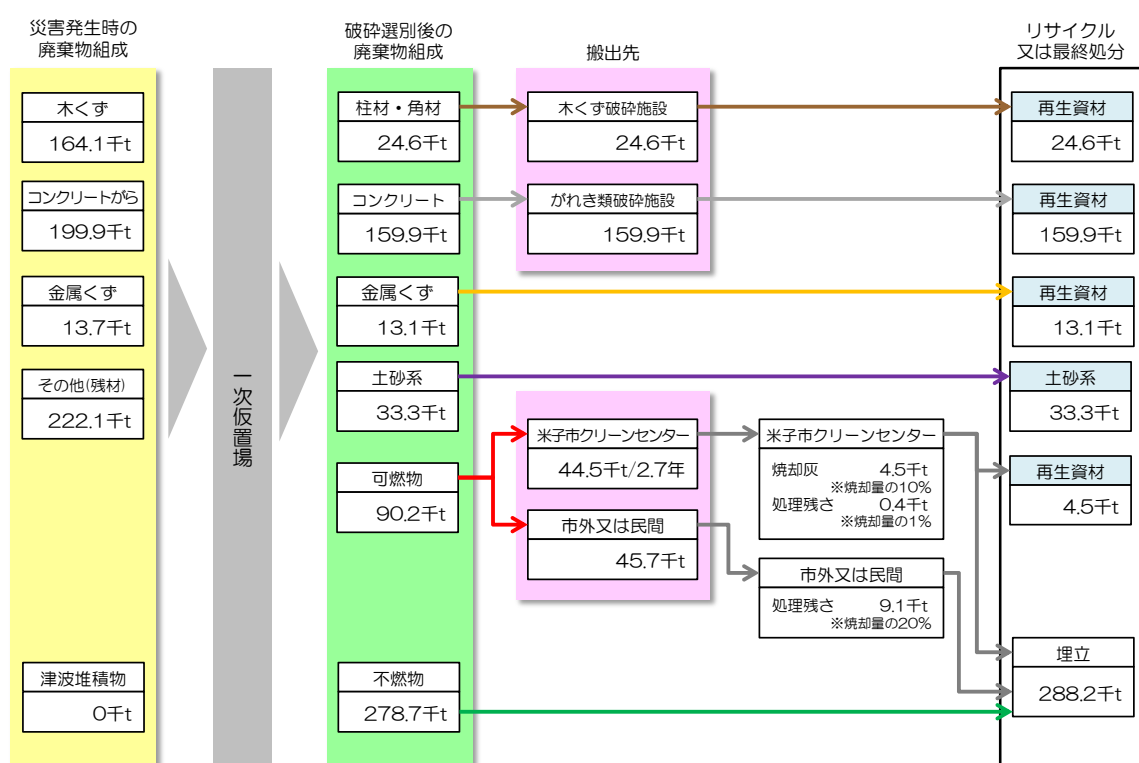 災害発生時の
廃棄物組成
木くず
164.1千t
コンクリートがら
199.9千t
金属くず
13.7千t
その他(残材)
222.1千t
津波堆積物
0千t
一次仮置場
破砕選別後の
廃棄物組成
柱材・角材
24.6千t
コンクリート
159.9千t
金属くず
13.1千t
土砂系
33.3千t
可燃物
90.2千t
不燃物
278.7千t
搬出先
木くず破砕施設
24.6千t
がれき類破砕施設
159.9千t
米子市クリーンセンター
44.5千t/2.7年
市外又は民間
45.7千t
米子市クリーンセンター
焼却灰 4.5千t
※焼却量の10%
処理残さ 0.4千t
※焼却量の1%
市外又は民間
処理残さ 9.1千t
※焼却量の20%
リサイクル
又は最終処分
再生資材
24.6千t
再生資材
159.9千t
再生資材
13.1千t
土砂系
33.3千t
再生資材
4.5千t
埋立
288.2千t